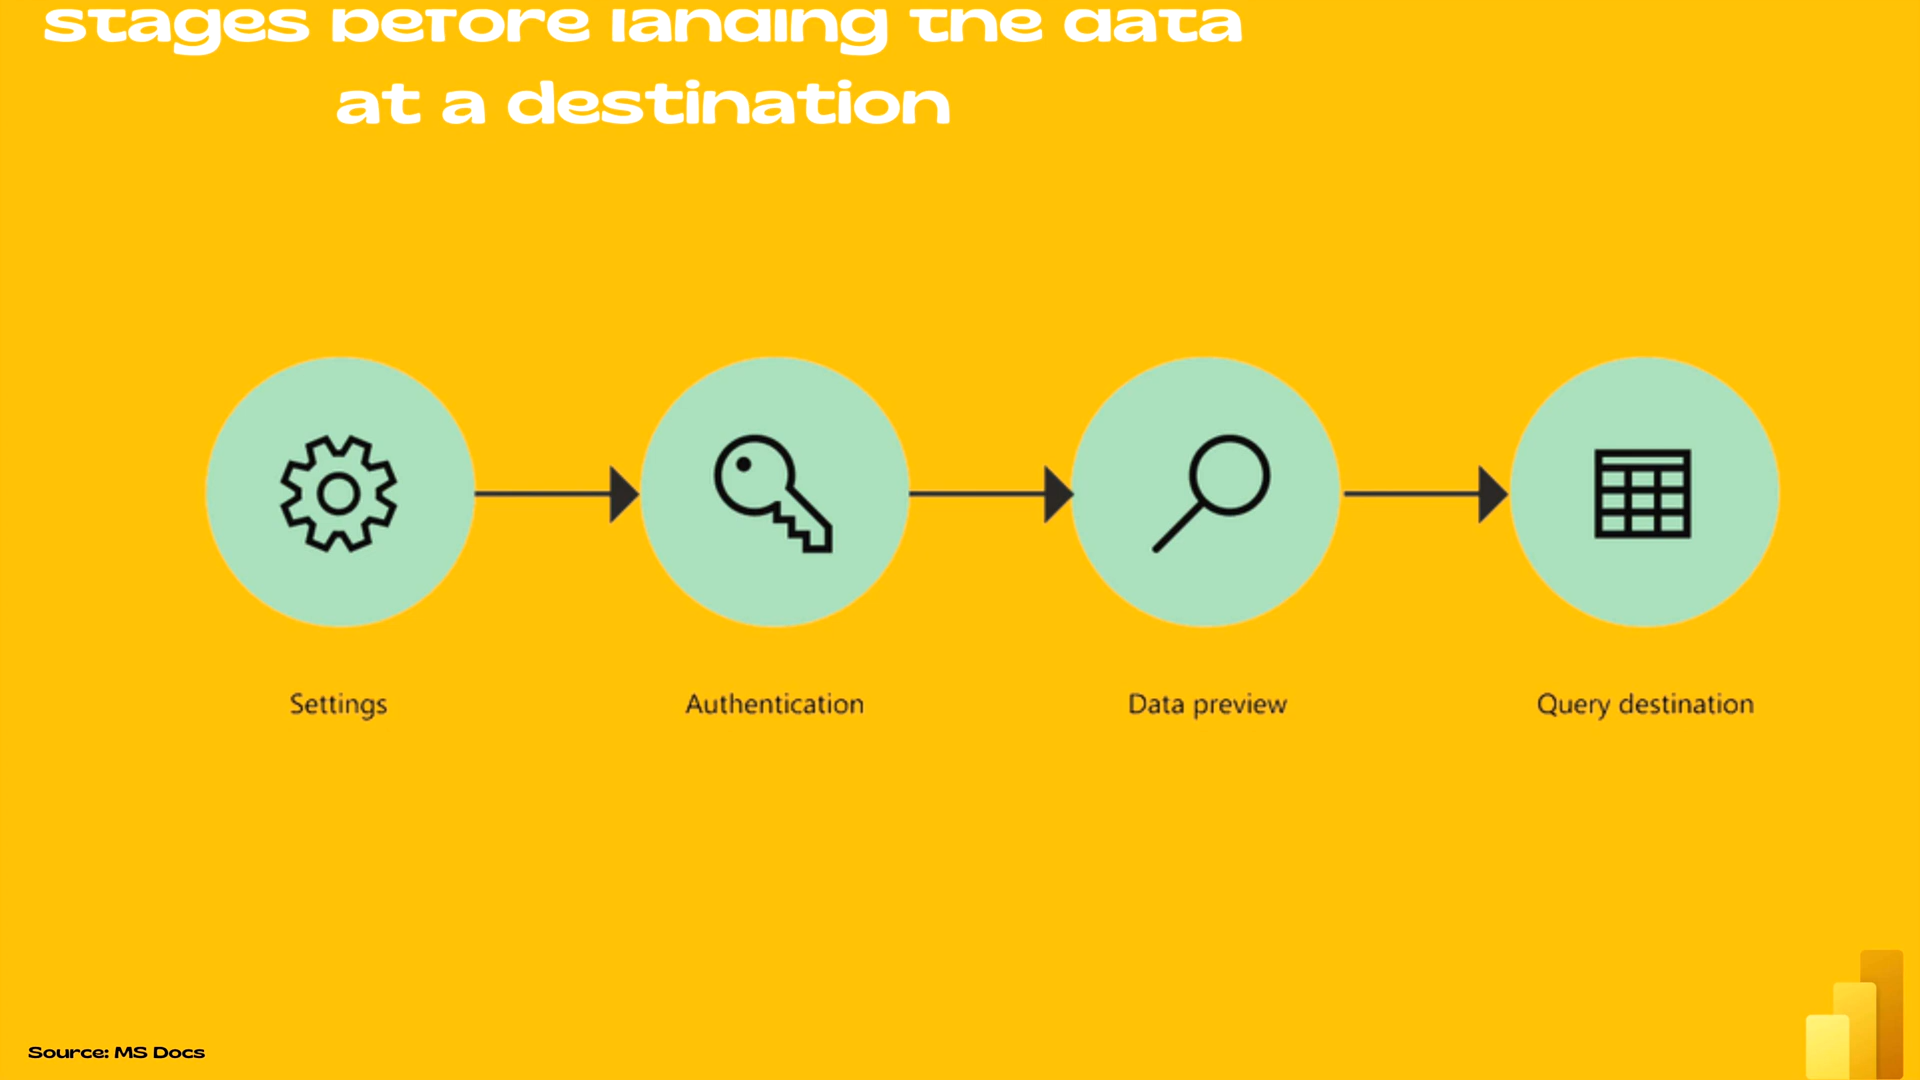 stages before landing the data
at a destination
Settings
Authentication
Data preview
Query destination
Source: MS Docs